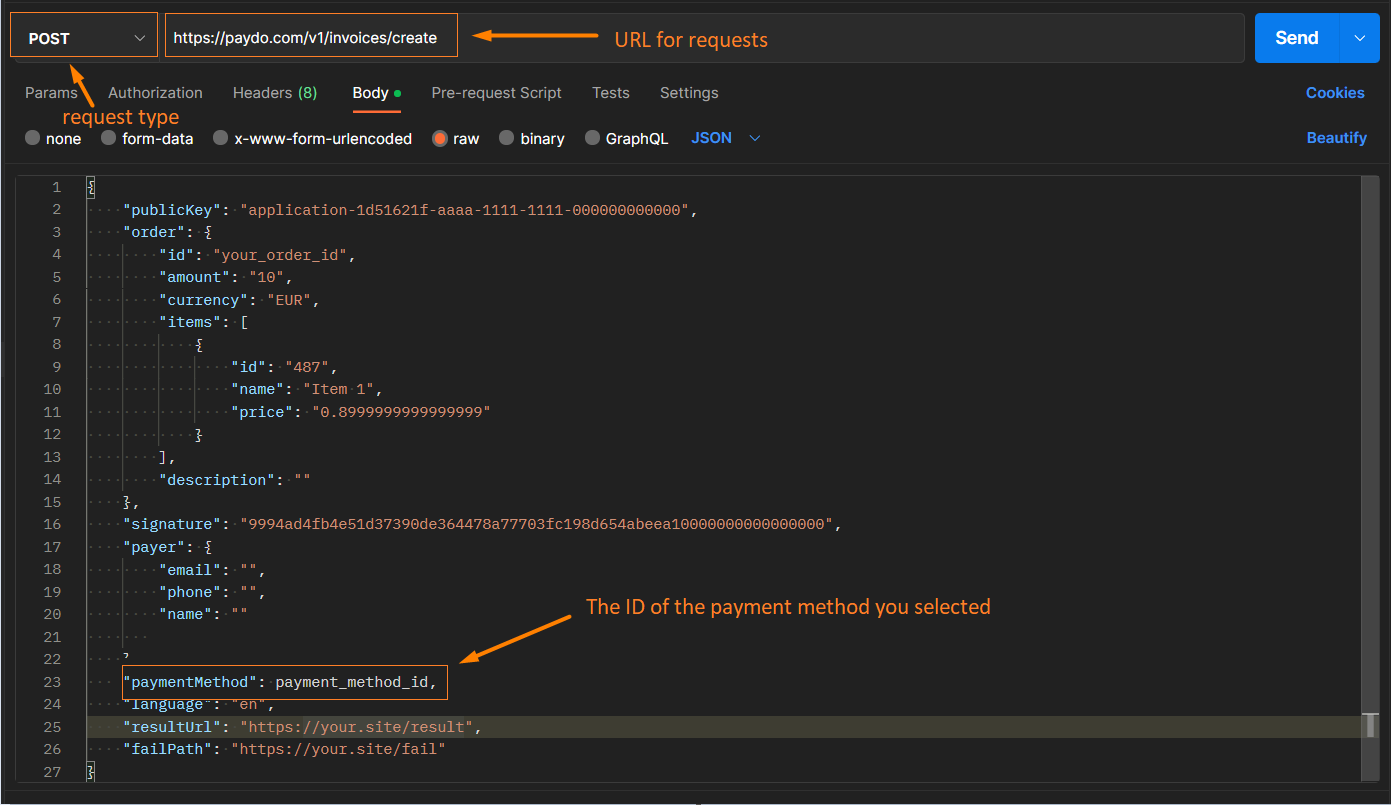 POST
https://paydo.com/v1/invoices/create
URL for requests
Send
Params Authorization Headers (8) Body Pre-request Script Tests Settings Cookies
request type
none form-data x-www-form-urlencoded raw binary GraphQL JSON Beautify
1 {
2 "publicKey": "application-1d51621f-aaaa-1111-1111-000000000000",
3 "order": {
4 "id": "your_order_id",
5 "amount": "10",
6 "currency": "EUR",
7 "items": [
8 {
9 "id": "487",
10 "name": "Item 1",
11 "price": "0.8999999999999999"
12 }
13 ],
14 "description": ""
15 },
16 "signature": "9994ad4fb4e51d37390de364478a77703fc198d654abeea10000000000000000",
17 "payer": {
18 "email": "",
19 "phone": "",
20 "name": ""
The ID of the payment method you selected
21
22
23 "paymentMethod": payment_method_id,
24 "language": "en",
25 "resultUrl": "https://your.site/result",
26 "failPath": "https://your.site/fail"
27 }